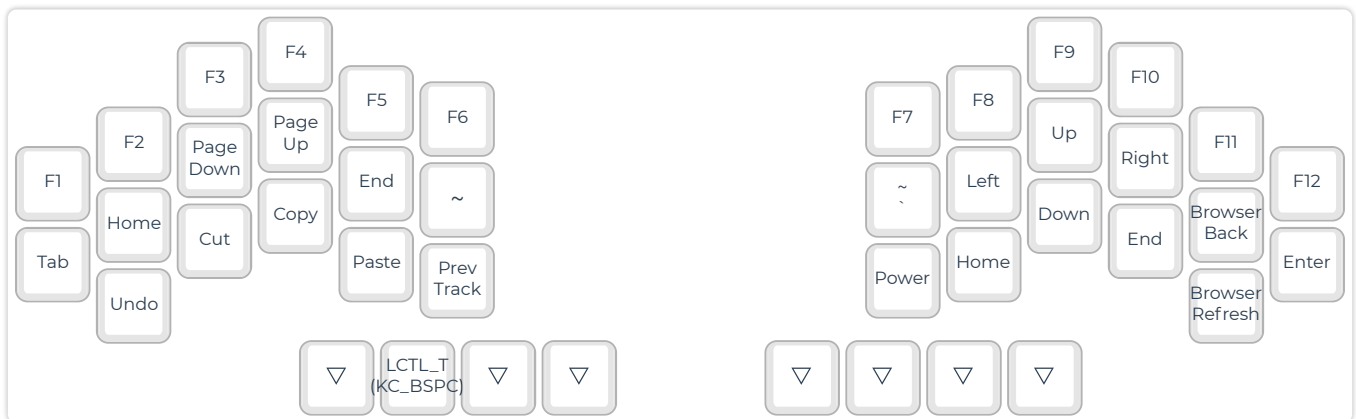 F1
F2
F3
F4
F5
F6
Tab
Home
Page
Down
Page
Up
End
~
Undo
Cut
Copy
Paste
Prev
Track
▽
LCTL_T
(KC_BSPC)
▽
▽
F7
F8
F9
F10
F11
F12
~
`
Left
Up
Right
Browser
Back
Enter
Power
Home
Down
End
Browser
Refresh
▽
▽
▽
▽